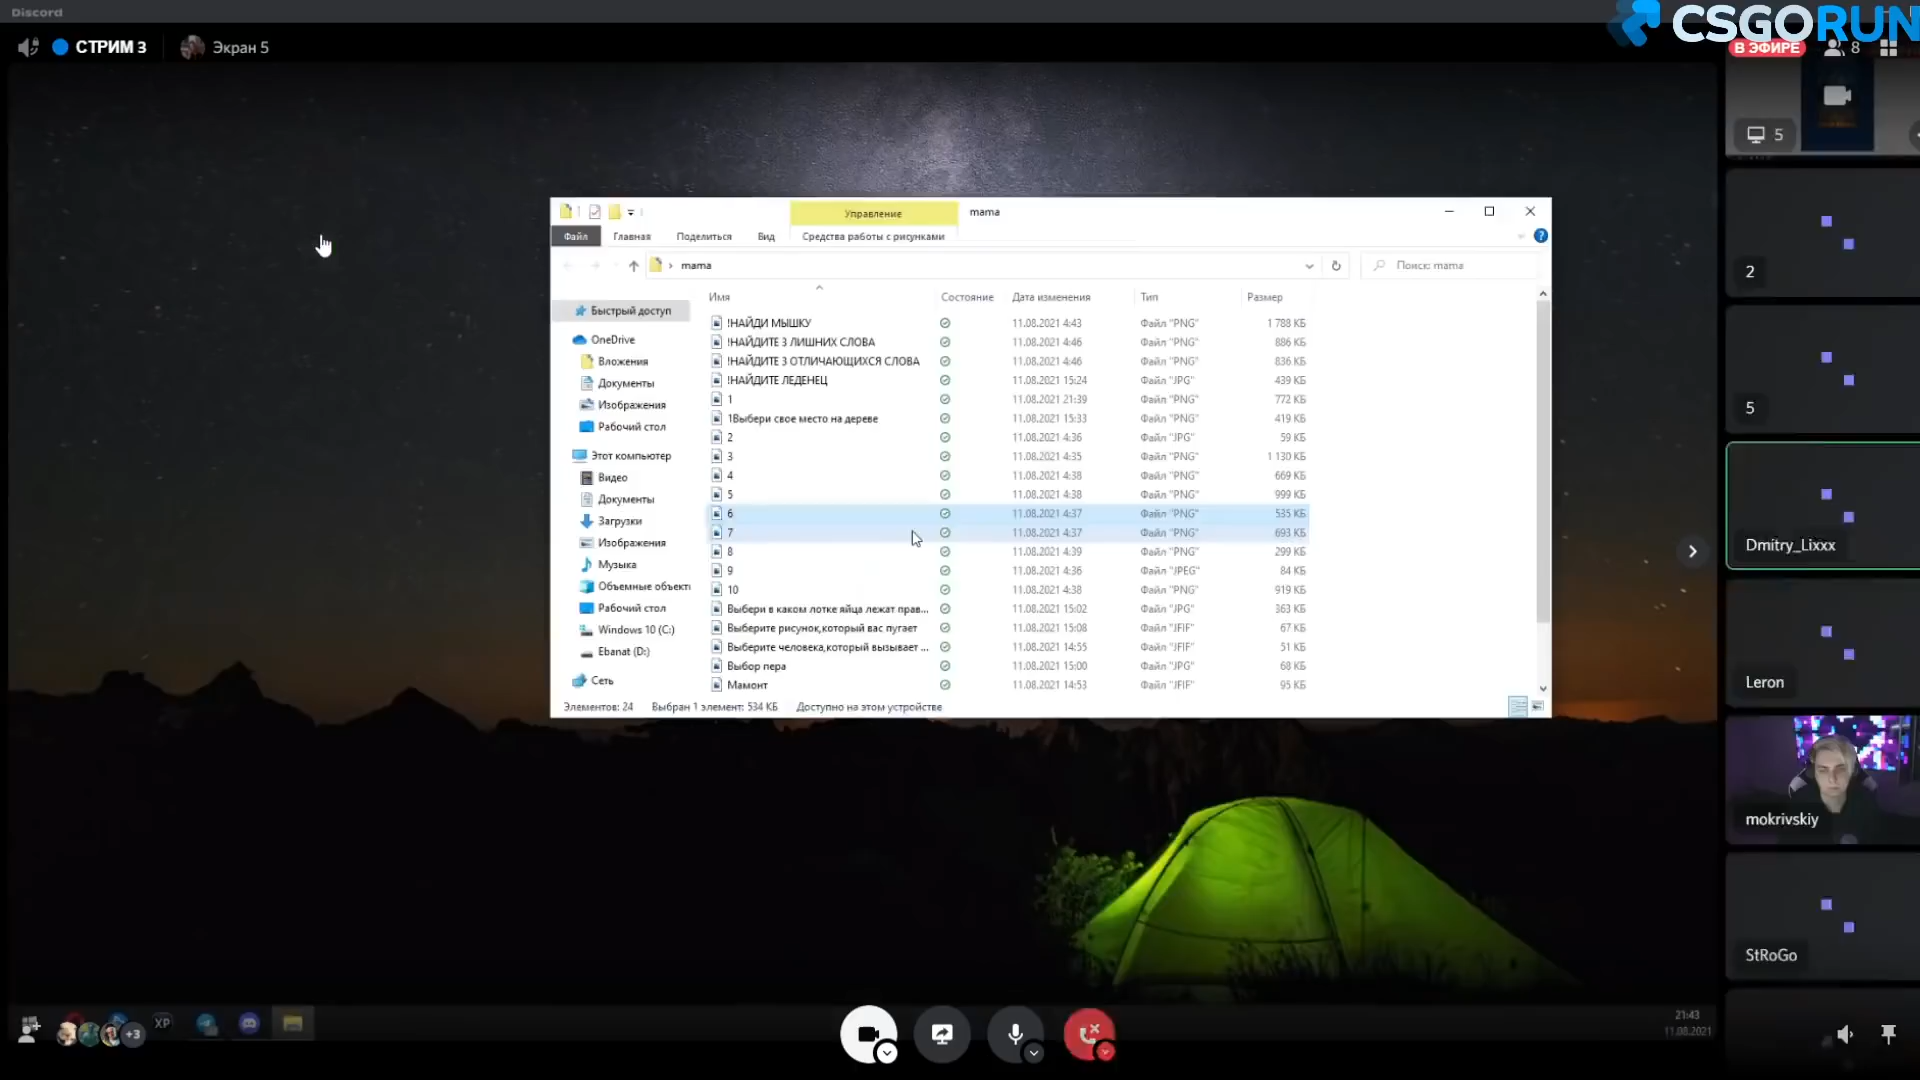 Discord
CSGORUN
СТРИМ 3
Экран 5
В ЭФИРЕ
8
5
Управление
mama
Файл
Главная
Поделиться
Вид
Средства работы с рисунками
mama
Поиск: mama
Имя
Состояние
Дата изменения
Тип
Размер
Быстрый доступ
OneDrive
Вложения
Документы
Изображения
Рабочий стол
Этот компьютер
Видео
Документы
Загрузки
Изображения
Музыка
Объемные объекты
Рабочий стол
Windows 10 (C:)
Ebanat (D:)
Сеть
!НАЙДИ МЫШКУ 11.08.2021 4:43 Файл "PNG" 1 788 КБ
!НАЙДИТЕ 3 ЛИШНИХ СЛОВА 11.08.2021 4:46 Файл "PNG" 886 КБ
!НАЙДИТЕ 3 ОТЛИЧАЮЩИХСЯ СЛОВА 11.08.2021 4:46 Файл "PNG" 836 КБ
!НАЙДИТЕ ЛЕДЕНЕЦ 11.08.2021 15:24 Файл "JPG" 439 КБ
1 11.08.2021 21:39 Файл "PNG" 772 КБ
1Выбери свое место на дереве 11.08.2021 15:33 Файл "PNG" 419 КБ
2 11.08.2021 4:36 Файл "JPG" 59 КБ
3 11.08.2021 4:35 Файл "PNG" 1 130 КБ
4 11.08.2021 4:38 Файл "PNG" 669 КБ
5 11.08.2021 4:38 Файл "PNG" 999 КБ
6 11.08.2021 4:37 Файл "PNG" 535 КБ
7 11.08.2021 4:37 Файл "PNG" 693 КБ
8 11.08.2021 4:39 Файл "PNG" 299 КБ
9 11.08.2021 4:36 Файл "JPEG" 84 КБ
10 11.08.2021 4:38 Файл "PNG" 919 КБ
Выбери в каком лотке яйца лежат прав... 11.08.2021 15:02 Файл "JPG" 363 КБ
Выберите рисунок,который вас пугает 11.08.2021 15:08 Файл "JFIF" 67 КБ
Выберите человека,который вызывает ... 11.08.2021 14:55 Файл "JFIF" 51 КБ
Выбор пера 11.08.2021 15:00 Файл "JPG" 68 КБ
Мамонт 11.08.2021 14:53 Файл "JFIF" 95 КБ
Элементов: 24
Выбран 1 элемент: 534 КБ
Доступно на этом устройстве
2
5
Dmitry_Lixxx
Leron
mokrivskiy
StRoGo
+3
XP
21:43
11.08.2021